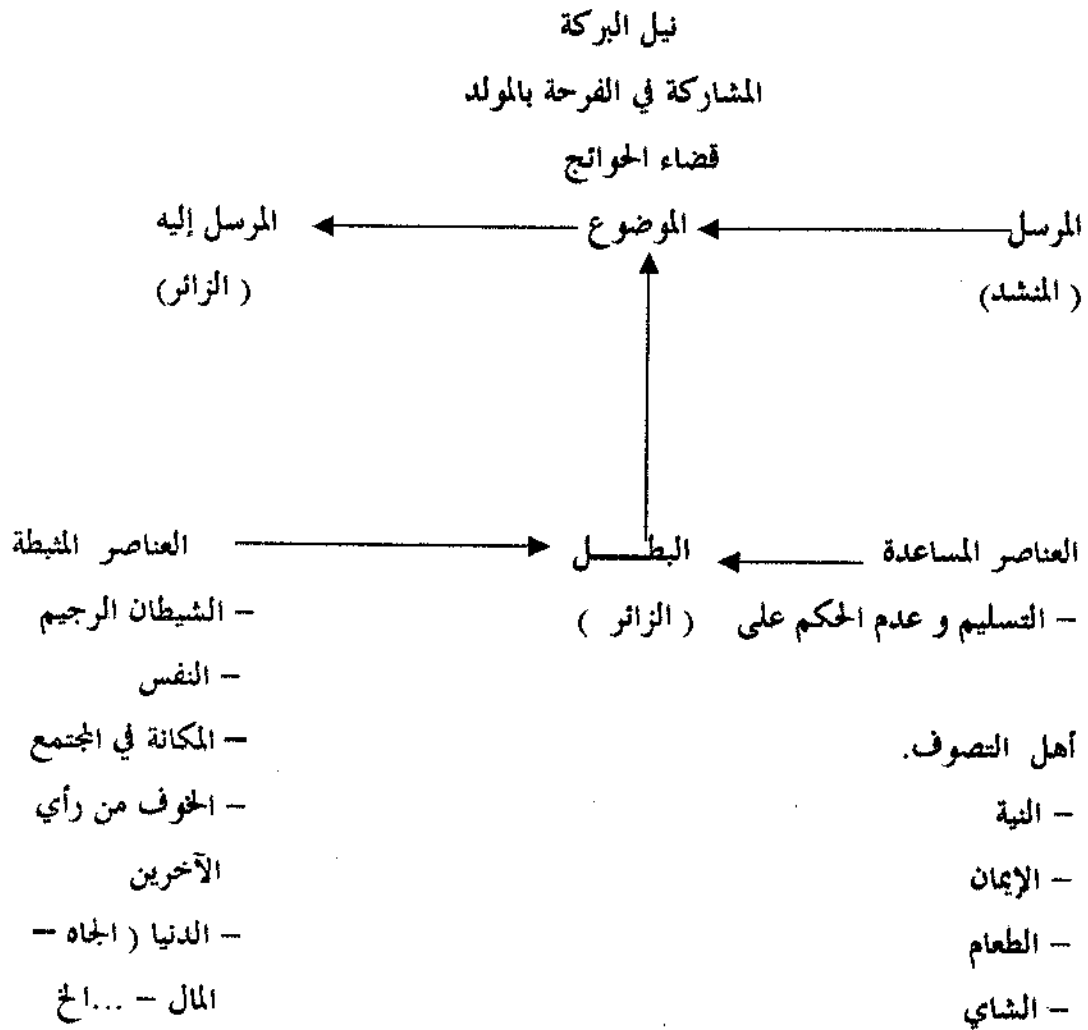 نيل البركة
المشاركة في الفرحة بالمولد
قضاء الحوائج
المرسل الموضوع المرسل إليه
( المنشد) ( الزائر)
العناصر المساعدة البطـــــل العناصر المثبطة
– التسليم و عدم الحكم على ( الزائر ) – الشيطان الرجيم
– النفس
أهل التصوف. – المكانة في المجتمع
– النية – الخوف من رأي
– الإيمان الآخرين
– الطعام – الدنيا ( الجاه –
– الشاي المال – ...الخ